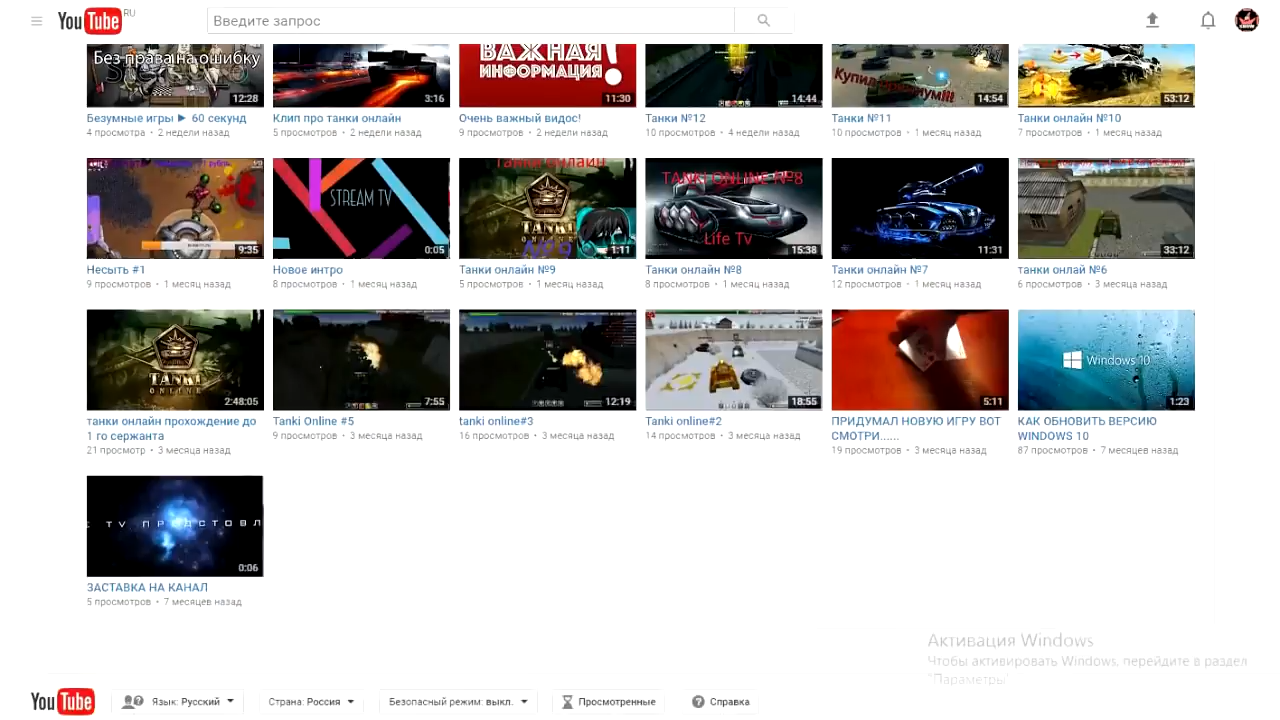 YouTube RU
Введите запрос
Без права на ошибку
12:28
3:16
ВАЖНАЯ
ИНФОРМАЦИЯ!
11:30
14:44
Купил премиум!!!
14:54
53:12
Безумные игры ► 60 секунд
4 просмотра • 2 недели назад
Клип про танки онлайн
5 просмотров • 2 недели назад
Очень важный видос!
9 просмотров • 2 недели назад
Танки №12
10 просмотров • 4 недели назад
Танки №11
10 просмотров • 1 месяц назад
Танки онлайн №10
7 просмотров • 1 месяц назад
9:35
STREAM TV
0:05
Танки Онлайн
TANKI
ONLINE
№9
1:11
TANKI ONLINE №8
Life Tv
15:38
11:31
33:12
Несыть #1
9 просмотров • 1 месяц назад
Новое интро
8 просмотров • 1 месяц назад
Танки онлайн №9
5 просмотров • 1 месяц назад
Танки онлайн №8
8 просмотров • 1 месяц назад
Танки онлайн №7
12 просмотров • 1 месяц назад
танки онлай №6
6 просмотров • 3 месяца назад
TANKI
ONLINE
2:48:05
7:55
12:19
18:55
5:11
Windows 10
1:23
танки онлайн прохождение до
1 го сержанта
21 просмотр • 3 месяца назад
Tanki Online #5
9 просмотров • 3 месяца назад
tanki online#3
16 просмотров • 3 месяца назад
Tanki online#2
14 просмотров • 3 месяца назад
ПРИДУМАЛ НОВУЮ ИГРУ ВОТ
СМОТРИ......
19 просмотров • 3 месяца назад
КАК ОБНОВИТЬ ВЕРСИЮ
WINDOWS 10
87 просмотров • 7 месяцев назад
TV ПРЕДСТОВЛ
0:06
ЗАСТАВКА НА КАНАЛ
5 просмотров • 7 месяцев назад
Активация Windows
Чтобы активировать Windows, перейдите в раздел
"Параметры"
YouTube
Язык: Русский
Страна: Россия
Безопасный режим: выкл.
Просмотренные
Справка